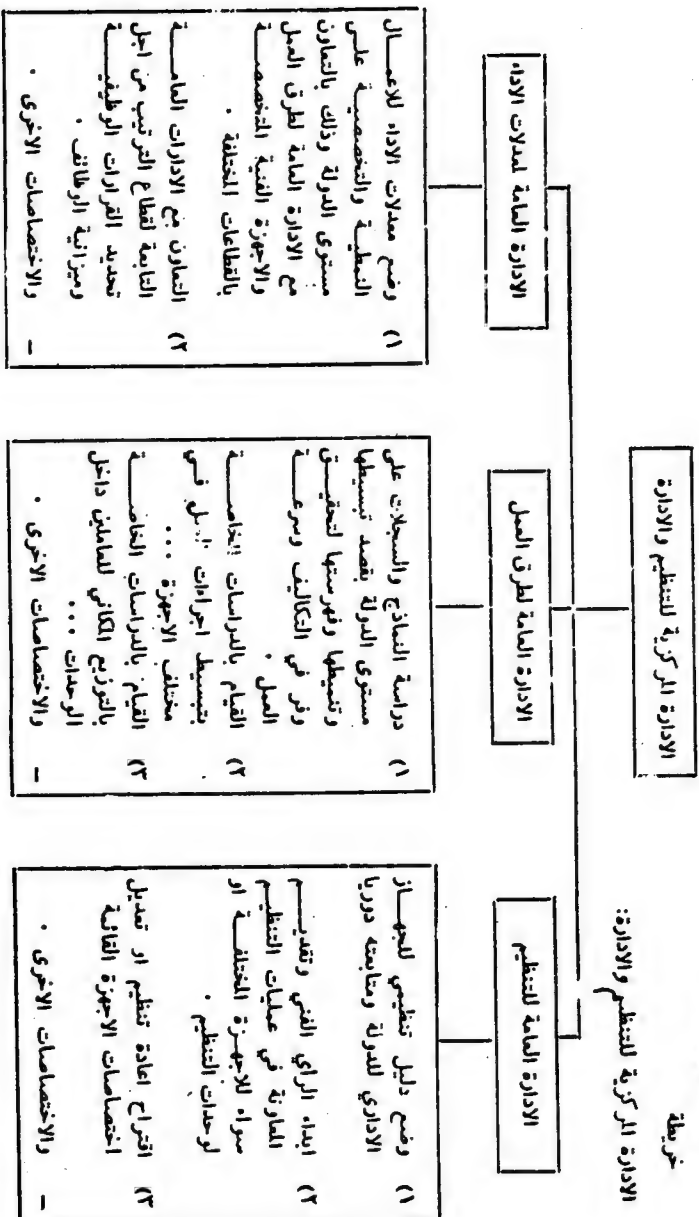 خريطة
الادارة المركزية للتنظيم والادارة:
الادارة المركزية للتنظيم والادارة
الادارة العامة للتنظيم
١) وضع دليل تنظيمي للجهاز
الاداري للدولة ومتابعته دوريا
٢) ابداء الراي الفني وتقديم
المعاونة في عمليات التنظيم
سواء للاجهزة المختلفة او
لوحدات التنظيم .
٣) اقتراح اعادة تنظيم او تعديل
اختصاصات الاجهزة القائمة
– والاختصاصات الاخرى .
الادارة العامة لطرق العمل
١) دراسة النماذج والسجلات على
مستوى الدولة بقصد تبسيطها
وتنميطها وفهرستها لتحقيق
وفر في التكاليف وسرعة
العمل .
٢) القيام بالدراسات الخاصة
بتبسيط اجراءات العمل في
مختلف الاجهزة ...
٣) القيام بالدراسات الخاصة
بالتوزيع المكاني للعاملين داخل
الوحدات ...
– والاختصاصات الاخرى .
الادارة العامة لمعدلات الاداء
١) وضع معدلات الاداء للاعمال
النمطية والتخصصية على
مستوى الدولة وذلك بالتعاون
مع الادارة العامة لطرق العمل
والاجهزة الفنية المتخصصة
بالقطاعات المختلفة .
٢) التعاون مع الادارات العامة
التابعة لقطاع الترتيب من اجل
تحديد القرارات الوظيفية
وميزانية الوظائف .
– والاختصاصات الاخرى .